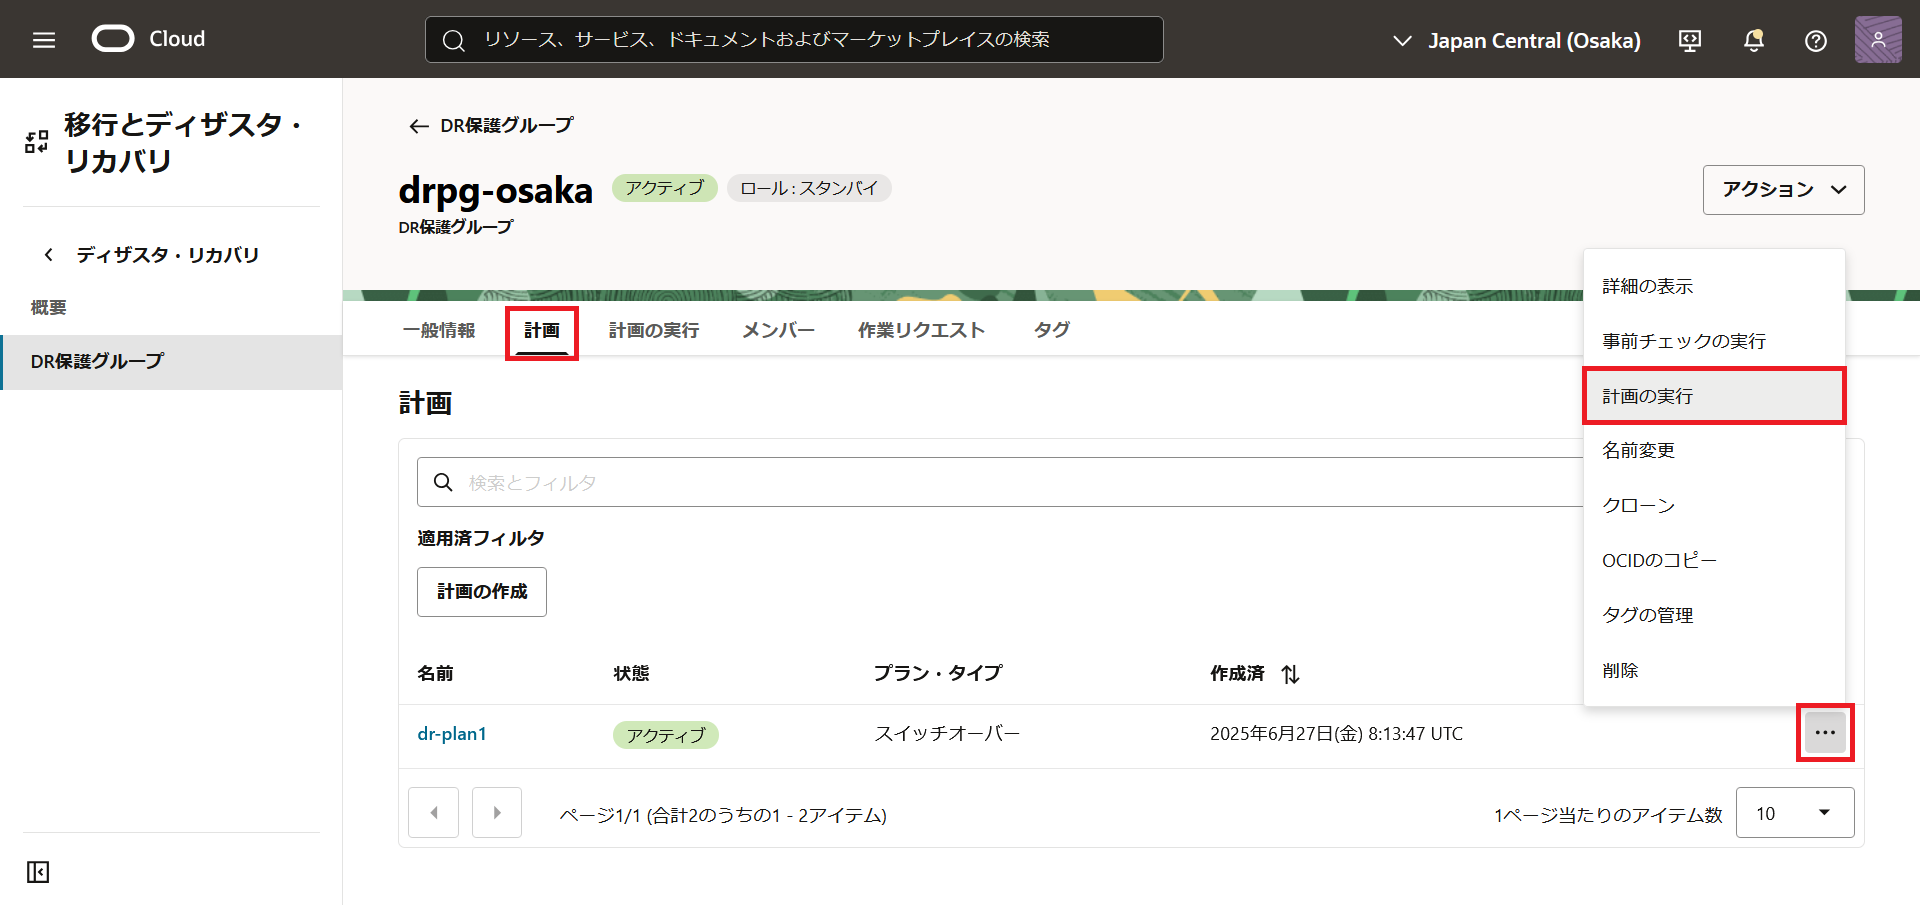 Cloud
リソース、サービス、ドキュメントおよびマーケットプレイスの検索
Japan Central (Osaka)
移行とディザスタ・
リカバリ
ディザスタ・リカバリ
概要
DR保護グループ
DR保護グループ
drpg-osaka
アクティブ
ロール : スタンバイ
DR保護グループ
アクション
一般情報
計画
計画の実行
メンバー
作業リクエスト
タグ
詳細の表示
事前チェックの実行
計画の実行
名前変更
クローン
OCIDのコピー
タグの管理
削除
計画
検索とフィルタ
適用済フィルタ
計画の作成
名前
状態
プラン・タイプ
作成済
dr-plan1
アクティブ
スイッチオーバー
2025年6月27日(金) 8:13:47 UTC
ページ1/1 (合計2のうちの1 - 2アイテム)
1ページ当たりのアイテム数
10